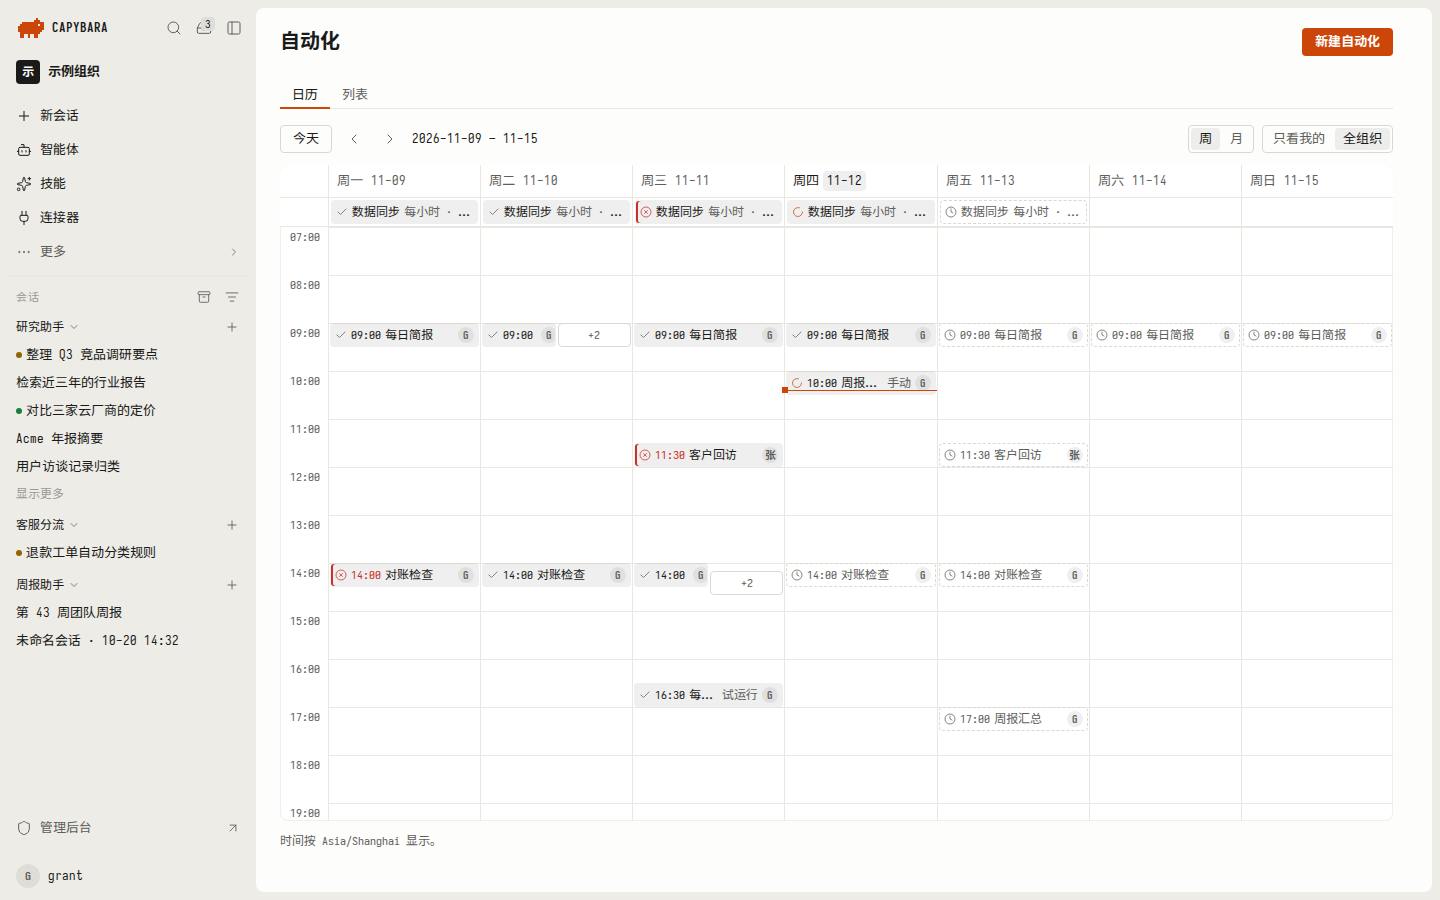 CAPYBARA
3
示 示例组织
新会话
智能体
技能
连接器
更多
会话
研究助手
整理 Q3 竞品调研要点
检索近三年的行业报告
对比三家云厂商的定价
Acme 年报摘要
用户访谈记录归类
显示更多
客服分流
退款工单自动分类规则
周报助手
第 43 周团队周报
未命名会话 · 10-20 14:32
管理后台
G grant
自动化
新建自动化
日历 列表
今天 2026-11-09 – 11-15 周 月 只看我的 全组织
周一 11-09 周二 11-10 周三 11-11 周四 11-12 周五 11-13 周六 11-14 周日 11-15
数据同步 每小时 · ... 数据同步 每小时 · ... 数据同步 每小时 · ... 数据同步 每小时 · ... 数据同步 每小时 · ...
07:00
08:00
09:00 09:00 每日简报 G 09:00 G +2 09:00 每日简报 G 09:00 每日简报 G 09:00 每日简报 G 09:00 每日简报 G 09:00 每日简报 G
10:00 10:00 周报... 手动 G
11:00
11:30 客户回访 张 11:30 客户回访 张
12:00
13:00
14:00 14:00 对账检查 G 14:00 对账检查 G 14:00 G +2 14:00 对账检查 G 14:00 对账检查 G
15:00
16:00
16:30 每... 试运行 G
17:00 17:00 周报汇总 G
18:00
19:00
时间按 Asia/Shanghai 显示。